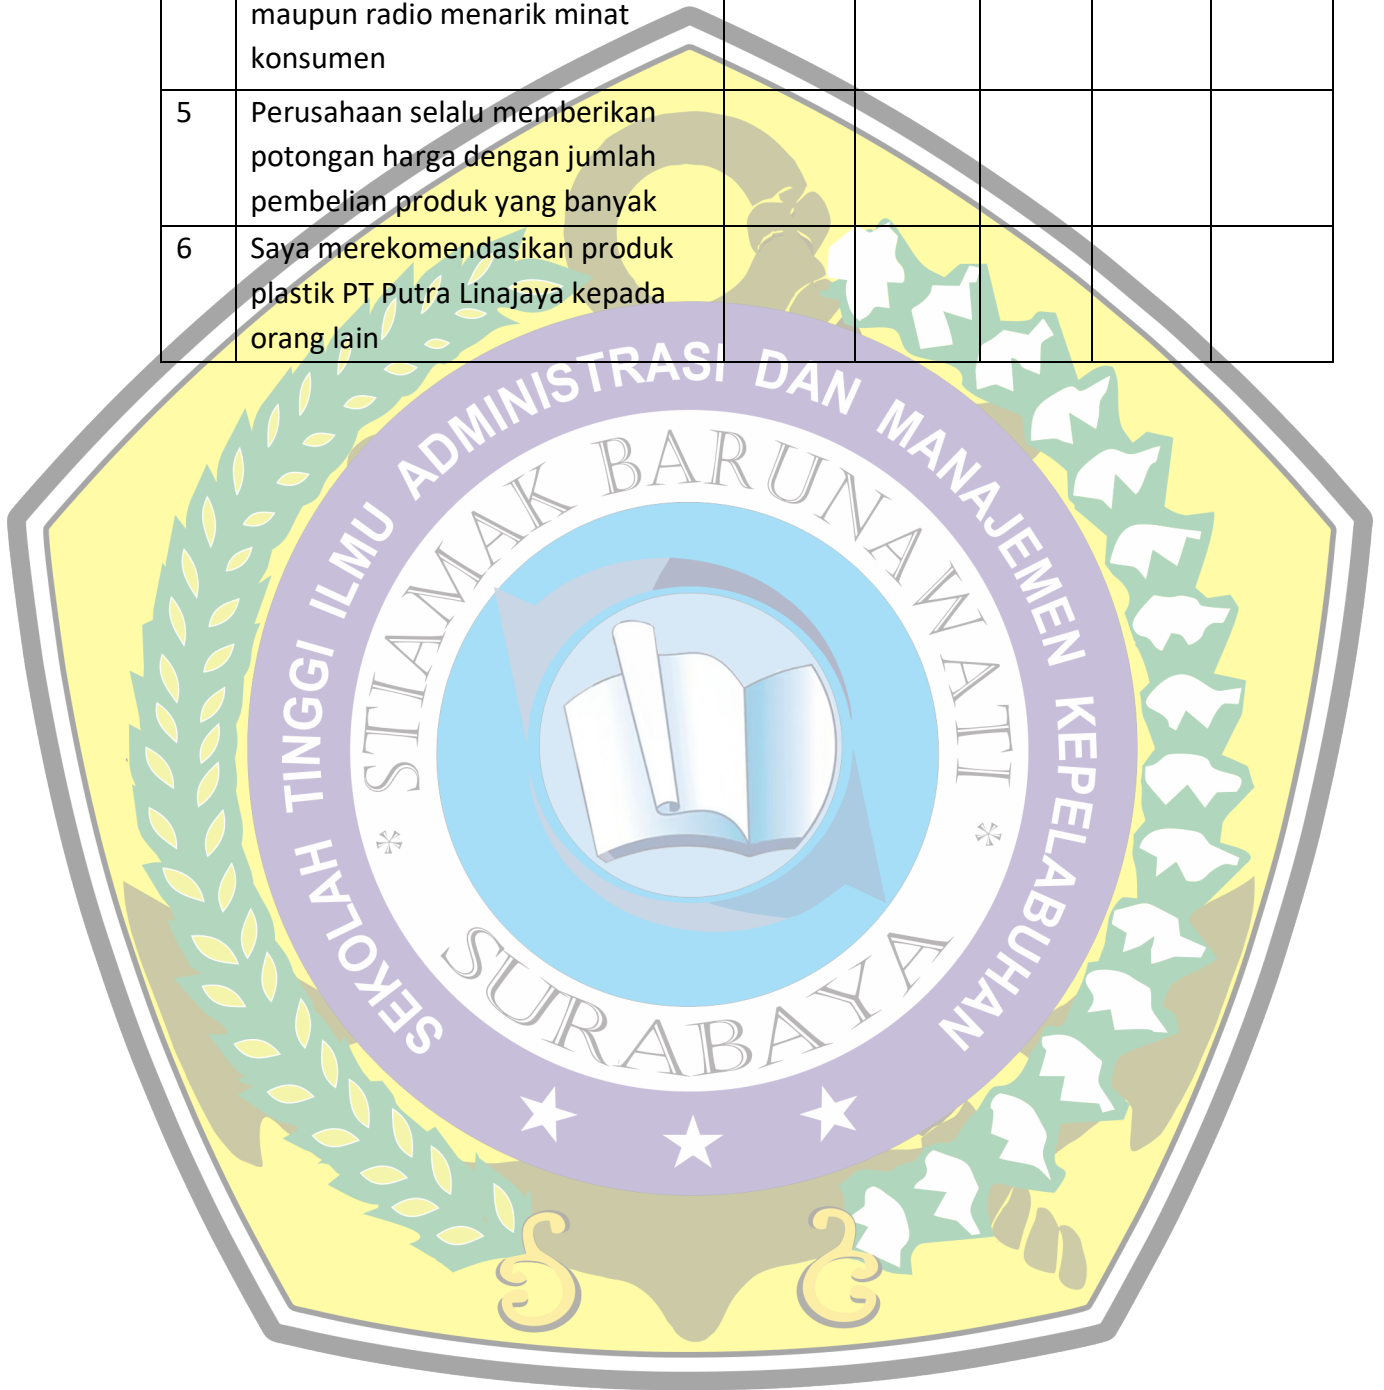 maupun radio menarik minat
konsumen
5 Perusahaan selalu memberikan
potongan harga dengan jumlah
pembelian produk yang banyak
6 Saya merekomendasikan produk
plastik PT Putra Linajaya kepada
orang lain
SEKOLAH TINGGI ILMU ADMINISTRASI DAN MANAJEMEN KEPELABUHAN
* STIAMAK BARUNAWATI *
SURABAYA